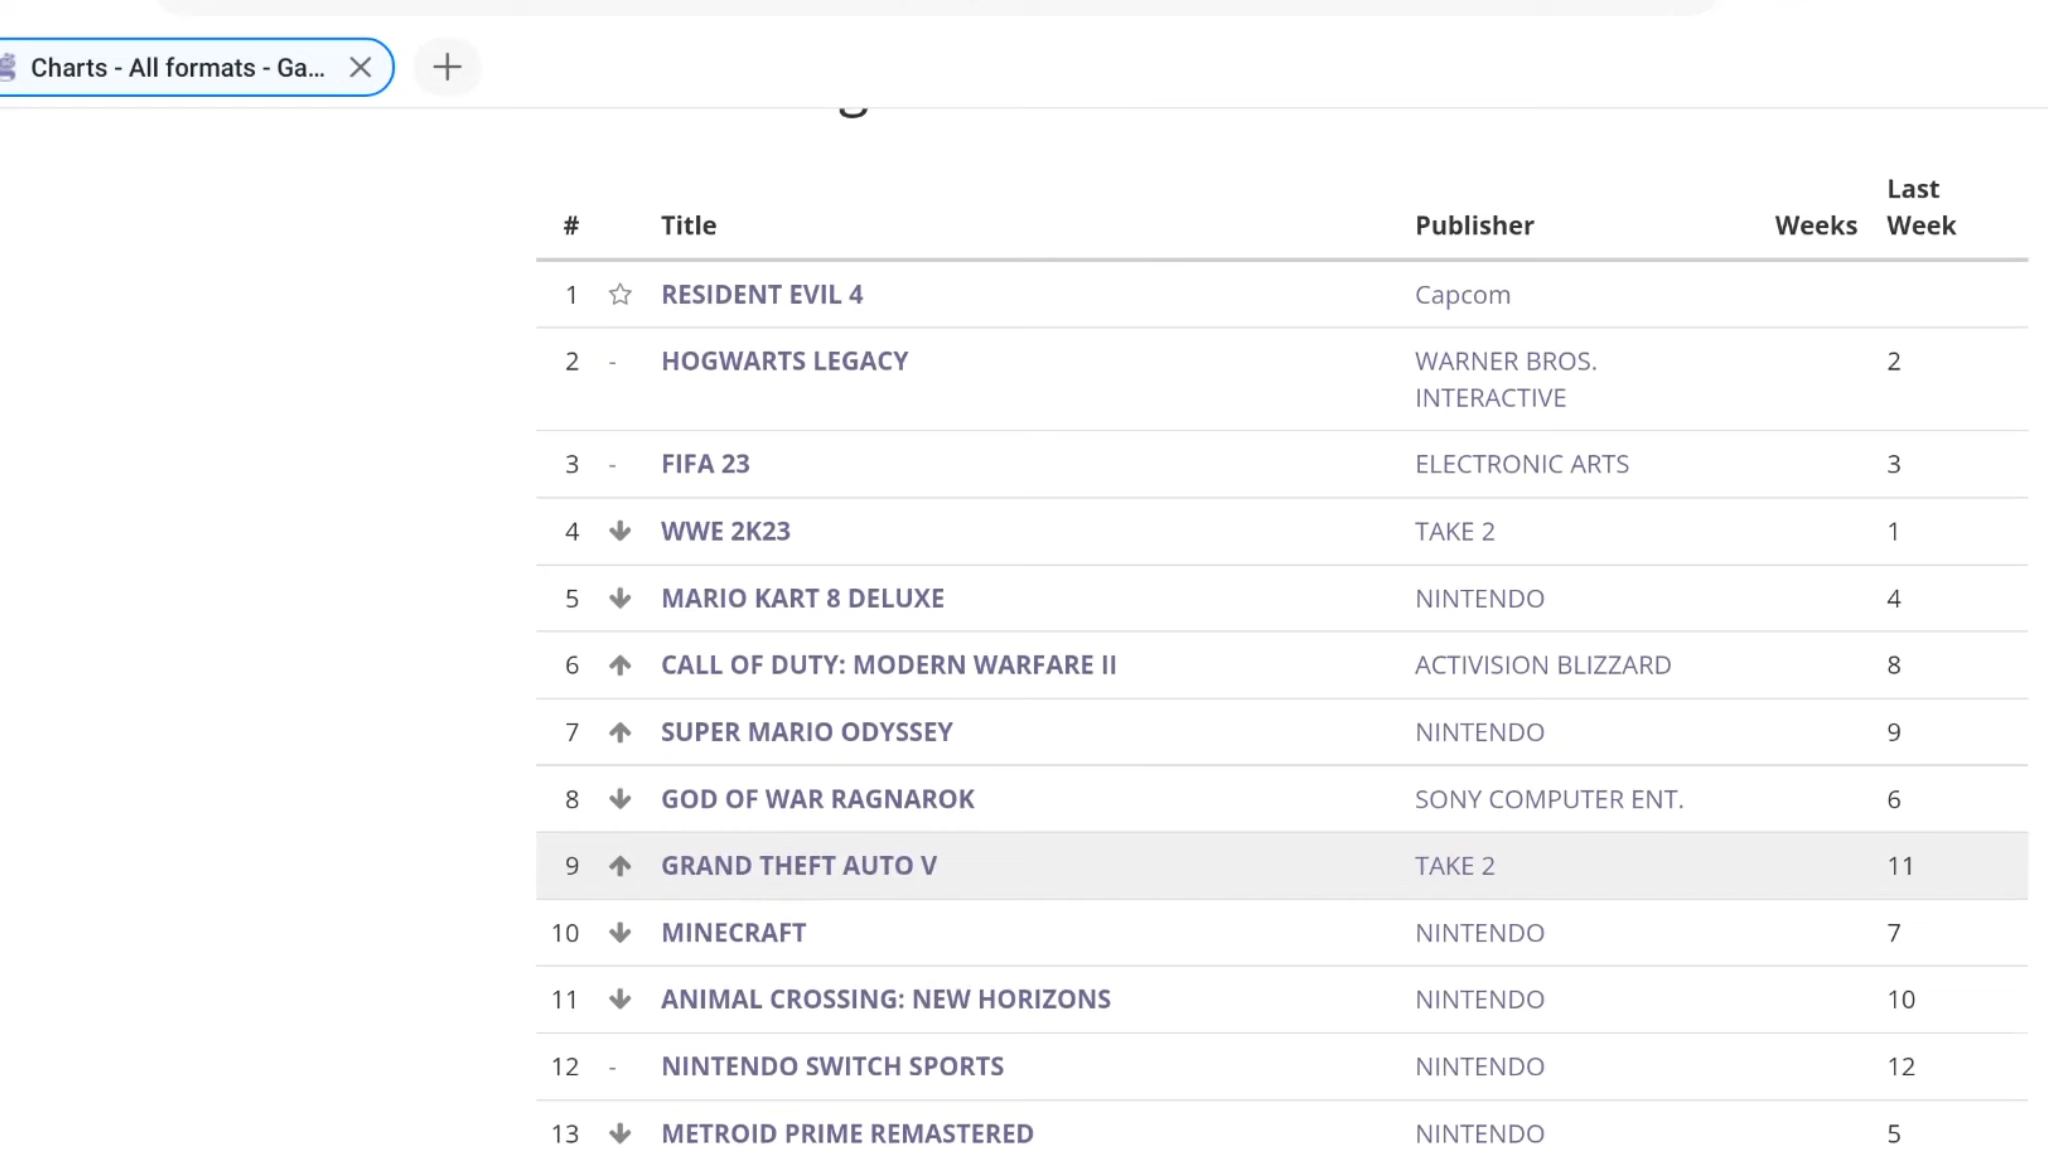 Charts - All formats - Ga...
# Title Publisher Weeks Last Week
1 RESIDENT EVIL 4 Capcom
2 - HOGWARTS LEGACY WARNER BROS. INTERACTIVE 2
3 - FIFA 23 ELECTRONIC ARTS 3
4 WWE 2K23 TAKE 2 1
5 MARIO KART 8 DELUXE NINTENDO 4
6 CALL OF DUTY: MODERN WARFARE II ACTIVISION BLIZZARD 8
7 SUPER MARIO ODYSSEY NINTENDO 9
8 GOD OF WAR RAGNAROK SONY COMPUTER ENT. 6
9 GRAND THEFT AUTO V TAKE 2 11
10 MINECRAFT NINTENDO 7
11 ANIMAL CROSSING: NEW HORIZONS NINTENDO 10
12 - NINTENDO SWITCH SPORTS NINTENDO 12
13 METROID PRIME REMASTERED NINTENDO 5